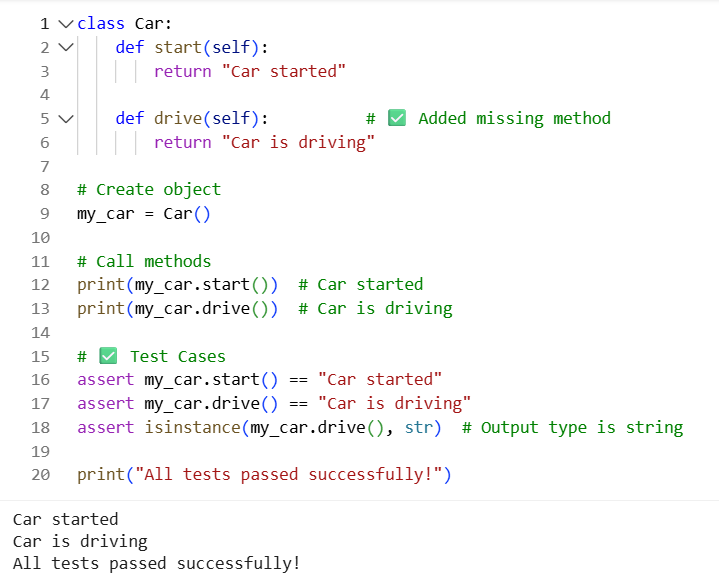 1 class Car:
2     def start(self):
3         return "Car started"
4
5     def drive(self):          # ✅ Added missing method
6         return "Car is driving"
7
8 # Create object
9 my_car = Car()
10
11 # Call methods
12 print(my_car.start())  # Car started
13 print(my_car.drive())  # Car is driving
14
15 # ✅ Test Cases
16 assert my_car.start() == "Car started"
17 assert my_car.drive() == "Car is driving"
18 assert isinstance(my_car.drive(), str)  # Output type is string
19
20 print("All tests passed successfully!")
Car started
Car is driving
All tests passed successfully!